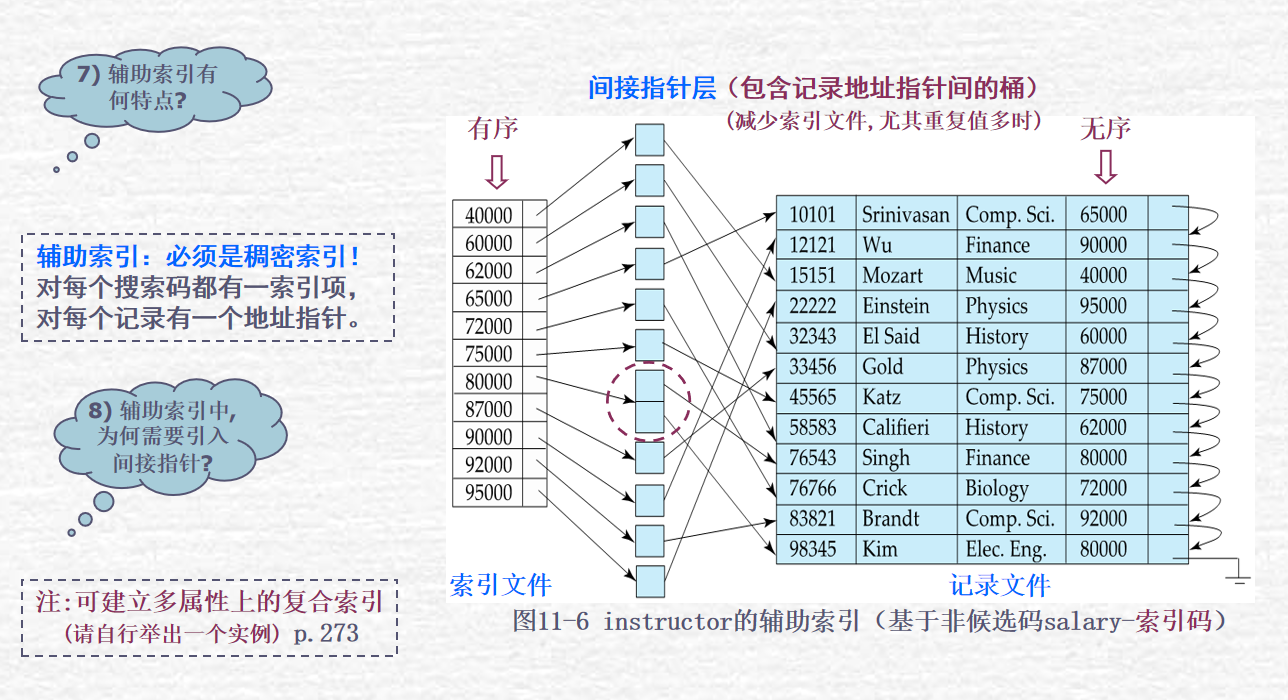 7) 辅助索引有
何特点?
间接指针层（包含记录地址指针间的桶）
(减少索引文件,尤其重复值多时)
有序
无序
辅助索引：必须是稠密索引！
对每个搜索码都有一索引项，
对每个记录有一个地址指针。
8) 辅助索引中，
为何需要引入
间接指针?
注:可建立多属性上的复合索引
(请自行举出一个实例) p.273
40000
60000
62000
65000
72000
75000
80000
87000
90000
92000
95000
10101 Srinivasan Comp. Sci. 65000
12121 Wu Finance 90000
15151 Mozart Music 40000
22222 Einstein Physics 95000
32343 El Said History 60000
33456 Gold Physics 87000
45565 Katz Comp. Sci. 75000
58583 Califieri History 62000
76543 Singh Finance 80000
76766 Crick Biology 72000
83821 Brandt Comp. Sci. 92000
98345 Kim Elec. Eng. 80000
索引文件
记录文件
图11-6 instructor的辅助索引（基于非候选码salary-索引码）